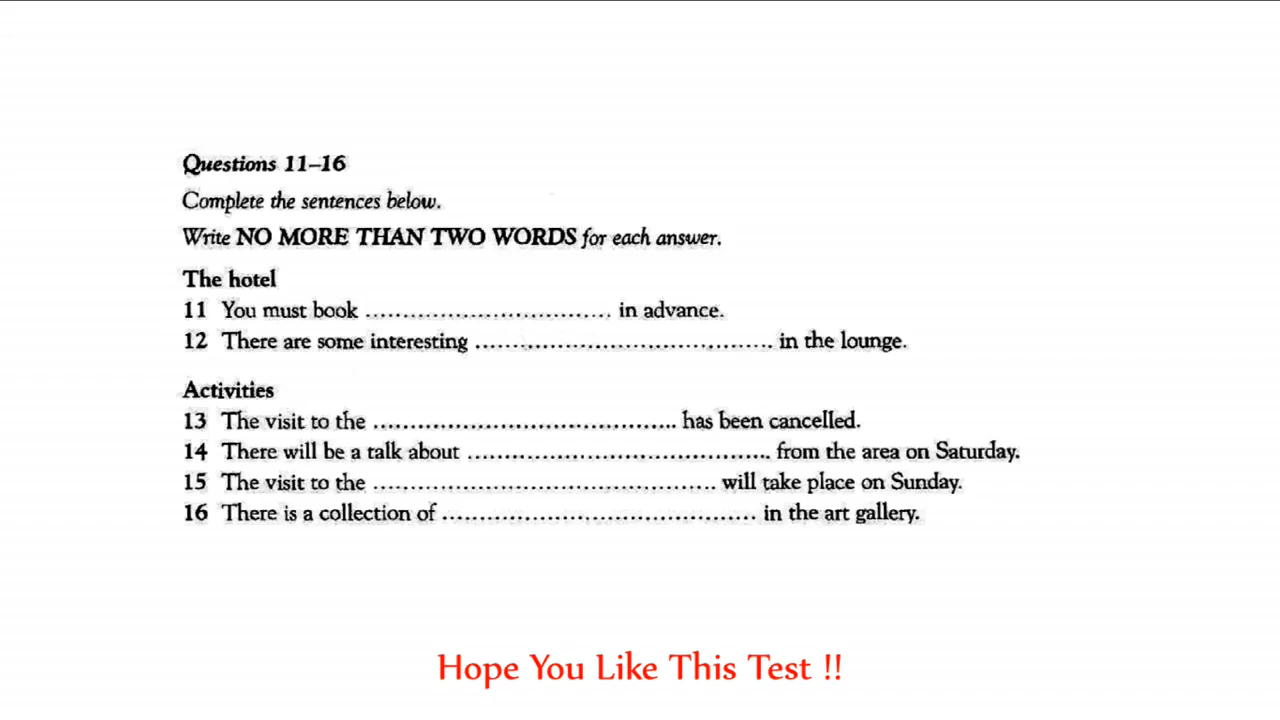 Questions 11–16
Complete the sentences below.
Write NO MORE THAN TWO WORDS for each answer.
The hotel
11 You must book ................................. in advance.
12 There are some interesting ........................................ in the lounge.
Activities
13 The visit to the ......................................... has been cancelled.
14 There will be a talk about ......................................... from the area on Saturday.
15 The visit to the .............................................. will take place on Sunday.
16 There is a collection of .......................................... in the art gallery.
Hope You Like This Test !!